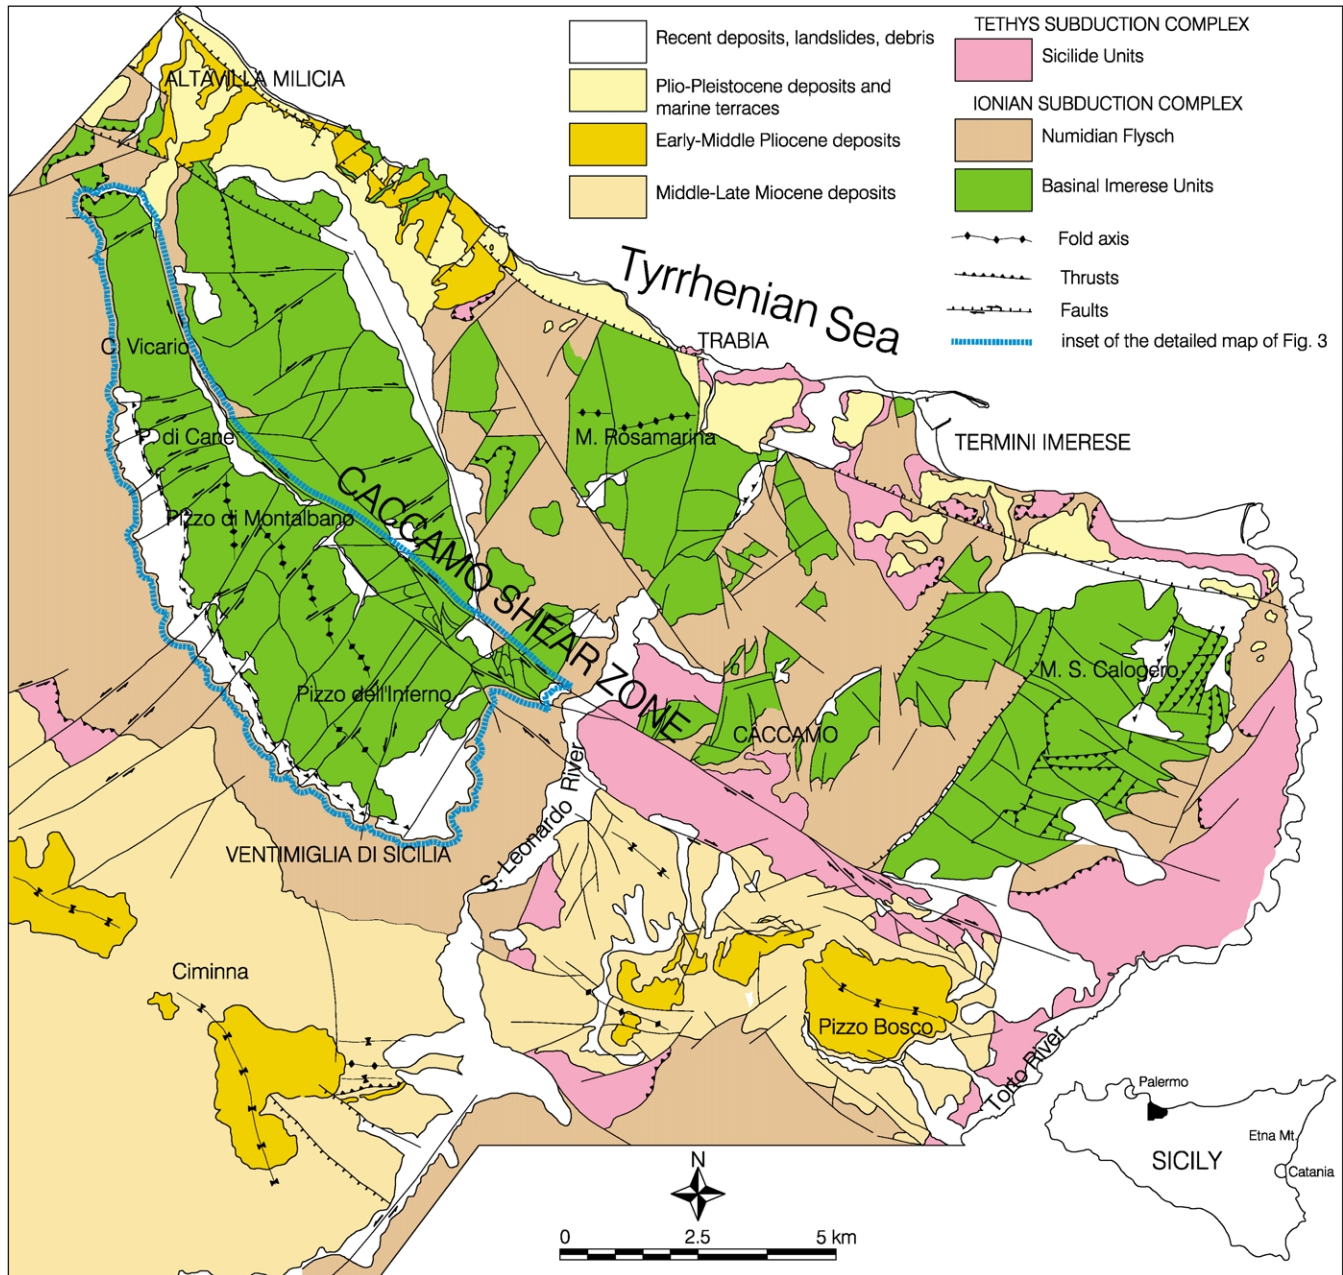 Recent deposits, landslides, debris
Plio-Pleistocene deposits and
marine terraces
Early-Middle Pliocene deposits
Middle-Late Miocene deposits
TETHYS SUBDUCTION COMPLEX
Sicilide Units
IONIAN SUBDUCTION COMPLEX
Numidian Flysch
Basinal Imerese Units
Fold axis
Thrusts
Faults
inset of the detailed map of Fig. 3
ALTAVILLA MILICIA
Tyrrhenian Sea
TRABIA
C. Vicario
P. di Cane
M. Rosamarina
TERMINI IMERESE
CACCAMO SHEAR ZONE
Pizzo di Montalbano
M. S. Calogero
Pizzo dell'Inferno
CACCAMO
S. Leonardo River
VENTIMIGLIA DI SICILIA
Ciminna
Pizzo Bosco
Torto River
Palermo
Etna Mt.
SICILY
Catania
N
0 2.5 5 km